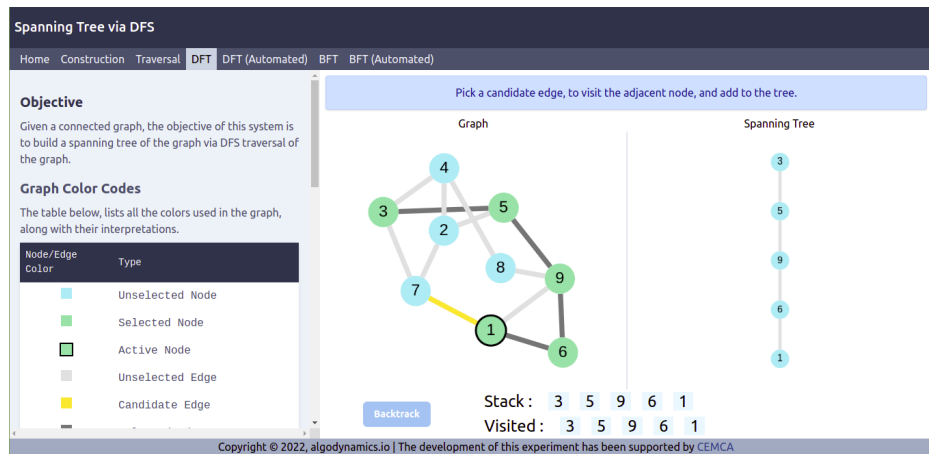 Spanning Tree via DFS
Home Construction Traversal DFT DFT (Automated) BFT BFT (Automated)
Objective
Given a connected graph, the objective of this system is
to build a spanning tree of the graph via DFS traversal of
the graph.
Graph Color Codes
The table below, lists all the colors used in the graph,
along with their interpretations.
Node/Edge
Color
Type
Unselected Node
Selected Node
Active Node
Unselected Edge
Candidate Edge
Pick a candidate edge, to visit the adjacent node, and add to the tree.
Graph
4
3
5
2
8
9
7
1
6
Spanning Tree
3
5
9
6
1
Backtrack
Stack : 3 5 9 6 1
Visited : 3 5 9 6 1
Copyright © 2022, algodynamics.io | The development of this experiment has been supported by CEMCA